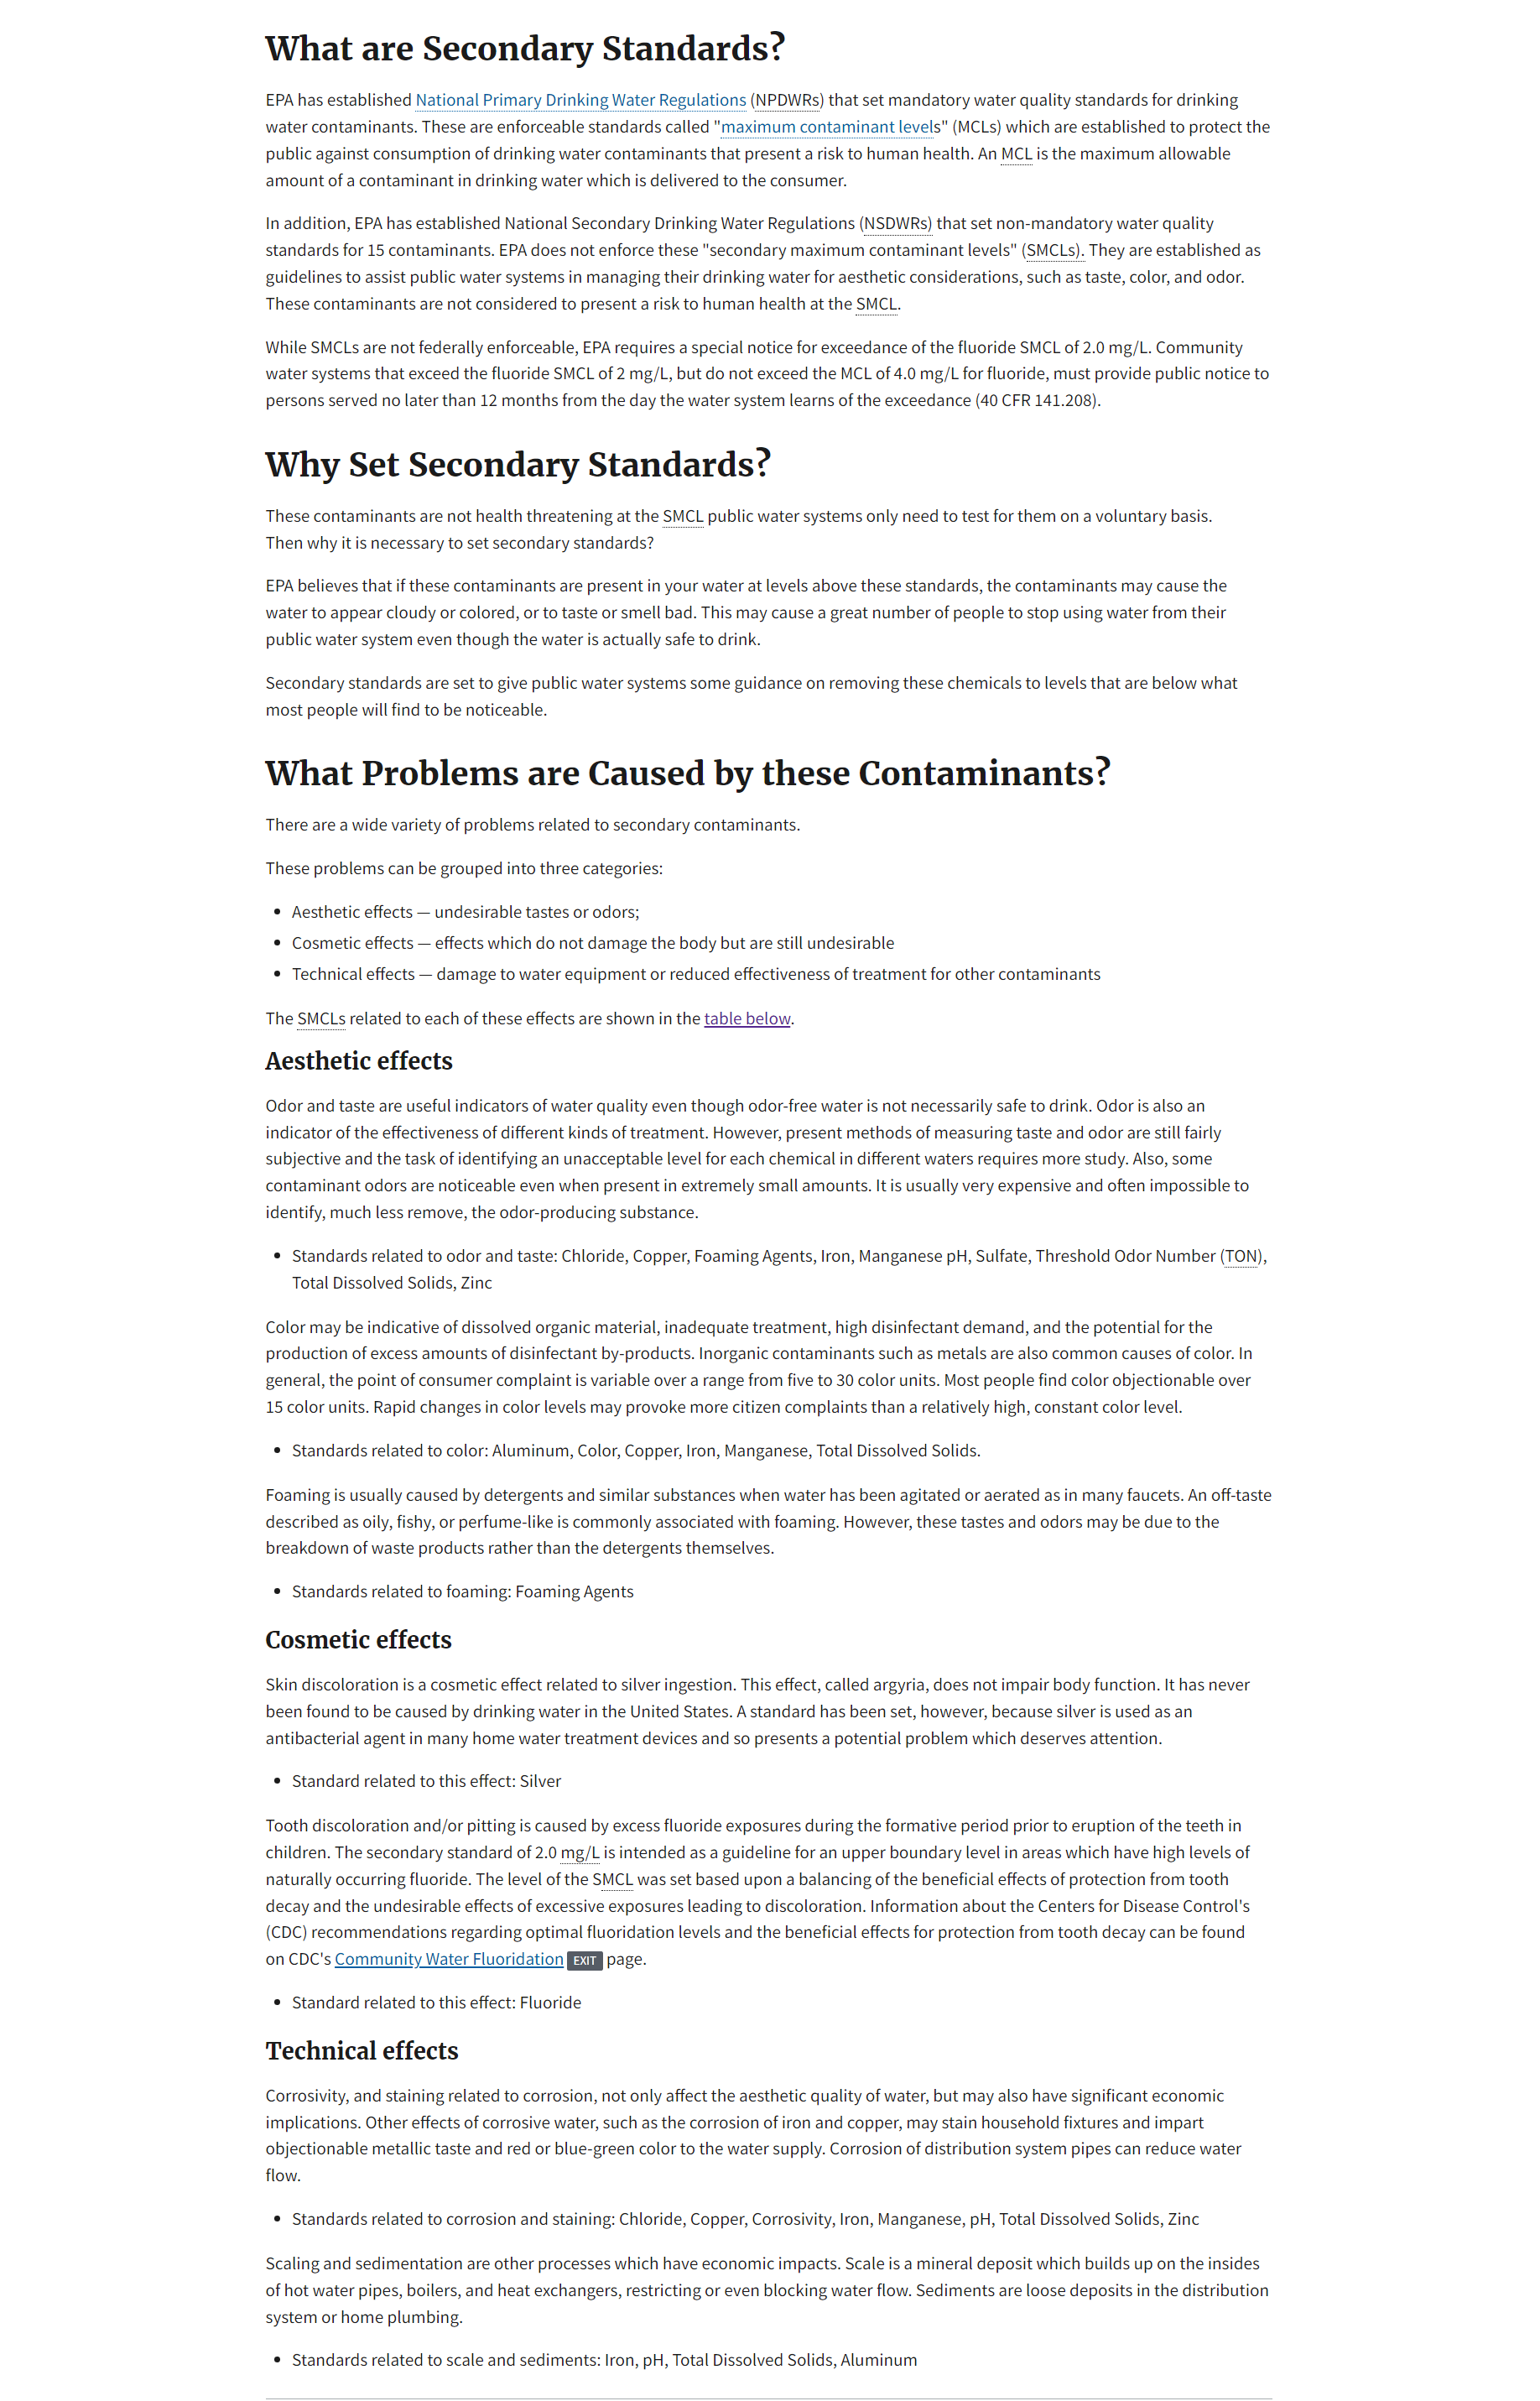 What are Secondary Standards?
EPA has established National Primary Drinking Water Regulations (NPDWRs) that set mandatory water quality standards for drinking
water contaminants. These are enforceable standards called "maximum contaminant levels" (MCLs) which are established to protect the
public against consumption of drinking water contaminants that present a risk to human health. An MCL is the maximum allowable
amount of a contaminant in drinking water which is delivered to the consumer.
In addition, EPA has established National Secondary Drinking Water Regulations (NSDWRs) that set non-mandatory water quality
standards for 15 contaminants. EPA does not enforce these "secondary maximum contaminant levels" (SMCLs). They are established as
guidelines to assist public water systems in managing their drinking water for aesthetic considerations, such as taste, color, and odor.
These contaminants are not considered to present a risk to human health at the SMCL.
While SMCLs are not federally enforceable, EPA requires a special notice for exceedance of the fluoride SMCL of 2.0 mg/L. Community
water systems that exceed the fluoride SMCL of 2 mg/L, but do not exceed the MCL of 4.0 mg/L for fluoride, must provide public notice to
persons served no later than 12 months from the day the water system learns of the exceedance (40 CFR 141.208).
Why Set Secondary Standards?
These contaminants are not health threatening at the SMCL public water systems only need to test for them on a voluntary basis.
Then why it is necessary to set secondary standards?
EPA believes that if these contaminants are present in your water at levels above these standards, the contaminants may cause the
water to appear cloudy or colored, or to taste or smell bad. This may cause a great number of people to stop using water from their
public water system even though the water is actually safe to drink.
Secondary standards are set to give public water systems some guidance on removing these chemicals to levels that are below what
most people will find to be noticeable.
What Problems are Caused by these Contaminants?
There are a wide variety of problems related to secondary contaminants.
These problems can be grouped into three categories:
• Aesthetic effects — undesirable tastes or odors;
• Cosmetic effects — effects which do not damage the body but are still undesirable
• Technical effects — damage to water equipment or reduced effectiveness of treatment for other contaminants
The SMCLs related to each of these effects are shown in the table below.
Aesthetic effects
Odor and taste are useful indicators of water quality even though odor-free water is not necessarily safe to drink. Odor is also an
indicator of the effectiveness of different kinds of treatment. However, present methods of measuring taste and odor are still fairly
subjective and the task of identifying an unacceptable level for each chemical in different waters requires more study. Also, some
contaminant odors are noticeable even when present in extremely small amounts. It is usually very expensive and often impossible to
identify, much less remove, the odor-producing substance.
• Standards related to odor and taste: Chloride, Copper, Foaming Agents, Iron, Manganese pH, Sulfate, Threshold Odor Number (TON),
Total Dissolved Solids, Zinc
Color may be indicative of dissolved organic material, inadequate treatment, high disinfectant demand, and the potential for the
production of excess amounts of disinfectant by-products. Inorganic contaminants such as metals are also common causes of color. In
general, the point of consumer complaint is variable over a range from five to 30 color units. Most people find color objectionable over
15 color units. Rapid changes in color levels may provoke more citizen complaints than a relatively high, constant color level.
• Standards related to color: Aluminum, Color, Copper, Iron, Manganese, Total Dissolved Solids.
Foaming is usually caused by detergents and similar substances when water has been agitated or aerated as in many faucets. An off-taste
described as oily, fishy, or perfume-like is commonly associated with foaming. However, these tastes and odors may be due to the
breakdown of waste products rather than the detergents themselves.
• Standards related to foaming: Foaming Agents
Cosmetic effects
Skin discoloration is a cosmetic effect related to silver ingestion. This effect, called argyria, does not impair body function. It has never
been found to be caused by drinking water in the United States. A standard has been set, however, because silver is used as an
antibacterial agent in many home water treatment devices and so presents a potential problem which deserves attention.
• Standard related to this effect: Silver
Tooth discoloration and/or pitting is caused by excess fluoride exposures during the formative period prior to eruption of the teeth in
children. The secondary standard of 2.0 mg/L is intended as a guideline for an upper boundary level in areas which have high levels of
naturally occurring fluoride. The level of the SMCL was set based upon a balancing of the beneficial effects of protection from tooth
decay and the undesirable effects of excessive exposures leading to discoloration. Information about the Centers for Disease Control's
(CDC) recommendations regarding optimal fluoridation levels and the beneficial effects for protection from tooth decay can be found
on CDC's Community Water Fluoridation EXIT page.
• Standard related to this effect: Fluoride
Technical effects
Corrosivity, and staining related to corrosion, not only affect the aesthetic quality of water, but may also have significant economic
implications. Other effects of corrosive water, such as the corrosion of iron and copper, may stain household fixtures and impart
objectionable metallic taste and red or blue-green color to the water supply. Corrosion of distribution system pipes can reduce water
flow.
• Standards related to corrosion and staining: Chloride, Copper, Corrosivity, Iron, Manganese, pH, Total Dissolved Solids, Zinc
Scaling and sedimentation are other processes which have economic impacts. Scale is a mineral deposit which builds up on the insides
of hot water pipes, boilers, and heat exchangers, restricting or even blocking water flow. Sediments are loose deposits in the distribution
system or home plumbing.
• Standards related to scale and sediments: Iron, pH, Total Dissolved Solids, Aluminum